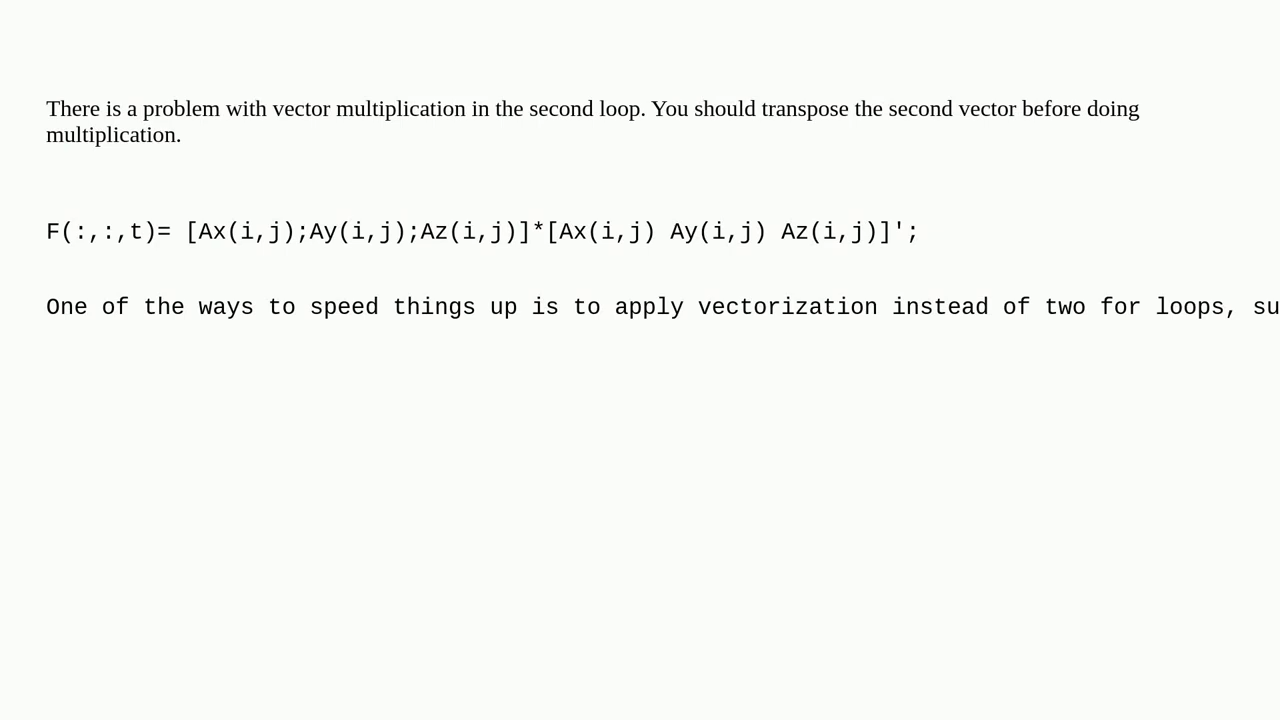 There is a problem with vector multiplication in the second loop. You should transpose the second vector before doing
multiplication.
F(:,:,t)= [Ax(i,j);Ay(i,j);Az(i,j)]*[Ax(i,j) Ay(i,j) Az(i,j)]';
One of the ways to speed things up is to apply vectorization instead of two for loops,